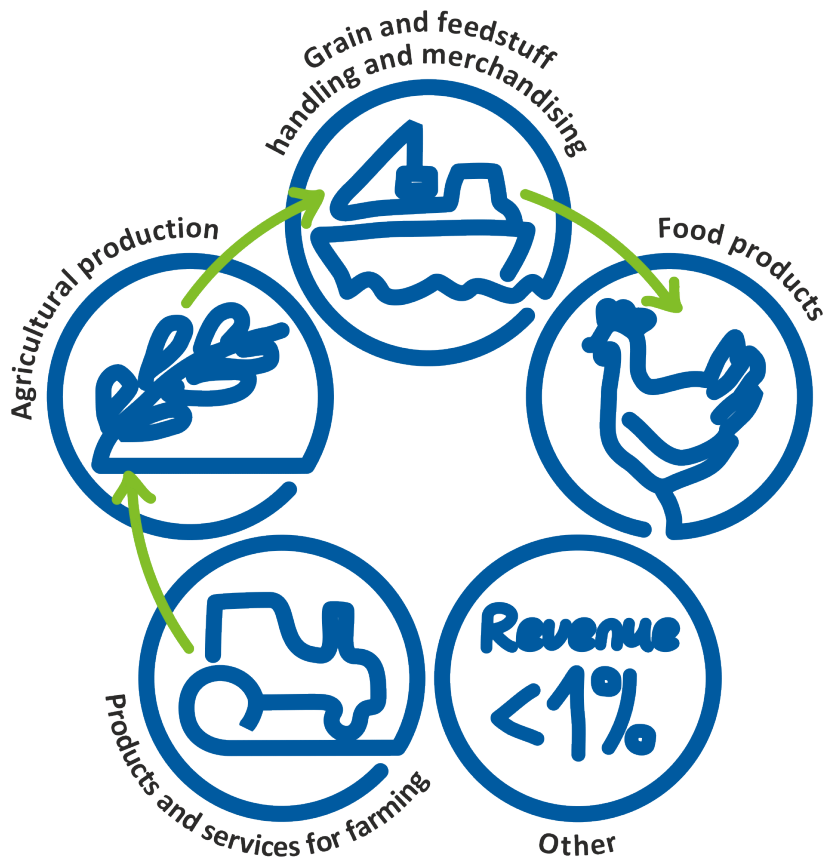 Grain and feedstuff
handling and merchandising
Agricultural production
Food products
Products and services for farming
Revenue
<1%
Other